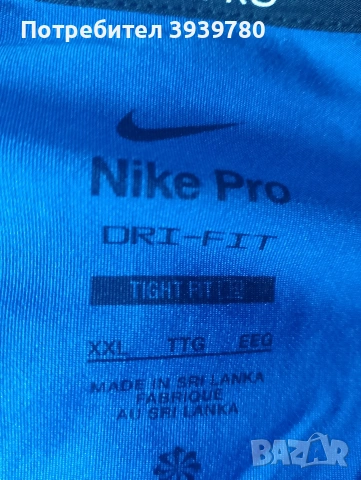 Потребител 3939780
Nike Pro
DRI-FIT
TIGHT FIT
XXL TTG EEG
MADE IN SRI LANKA
FABRIQUÉ
AU SRI LANKA
BAZAR